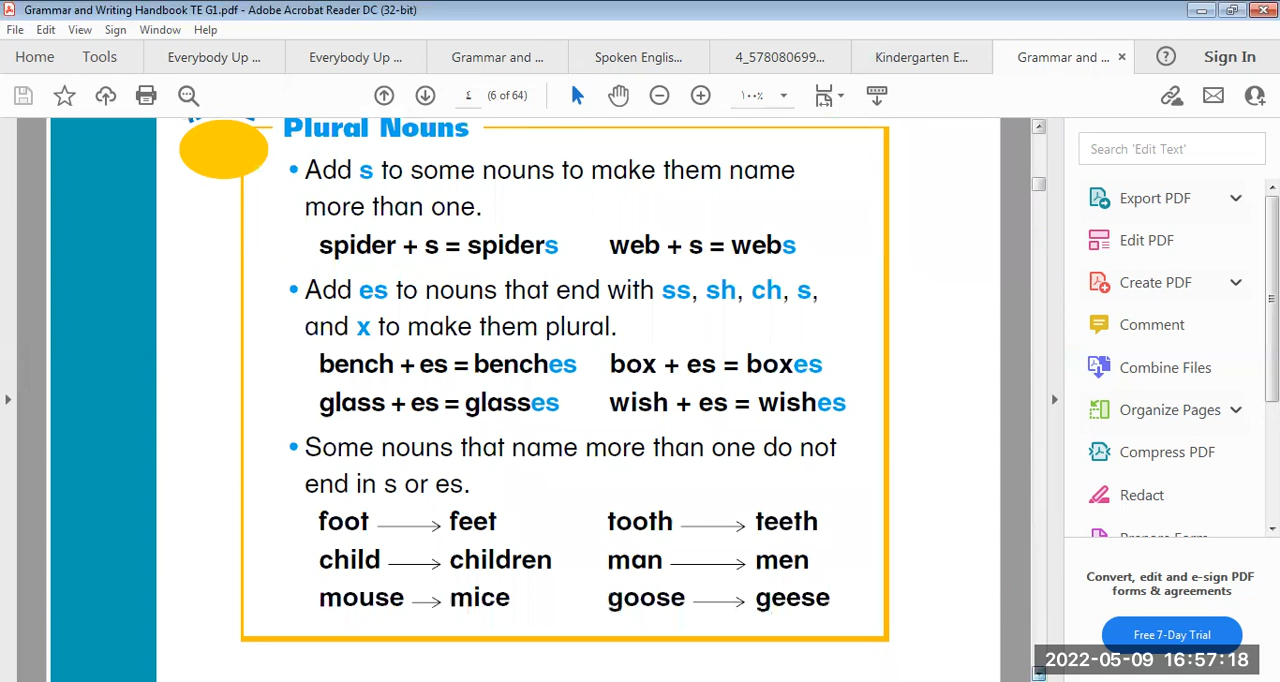 Grammar and Writing Handbook TE G1.pdf - Adobe Acrobat Reader DC (32-bit)
File Edit View Sign Window Help
Home Tools Everybody Up ... Everybody Up ... Grammar and ... Spoken Englis... 4_578080699... Kindergarten E... Grammar and ... × Sign In
(6 of 64) ١٠٠%
Plural Nouns
• Add s to some nouns to make them name
more than one.
spider + s = spiders web + s = webs
• Add es to nouns that end with ss, sh, ch, s,
and x to make them plural.
bench + es = benches box + es = boxes
glass + es = glasses wish + es = wishes
• Some nouns that name more than one do not
end in s or es.
foot → feet tooth → teeth
child → children man → men
mouse → mice goose → geese
Search 'Edit Text'
Export PDF
Edit PDF
Create PDF
Comment
Combine Files
Organize Pages
Compress PDF
Redact
Convert, edit and e-sign PDF
forms & agreements
Free 7-Day Trial
2022-05-09 16:57:18